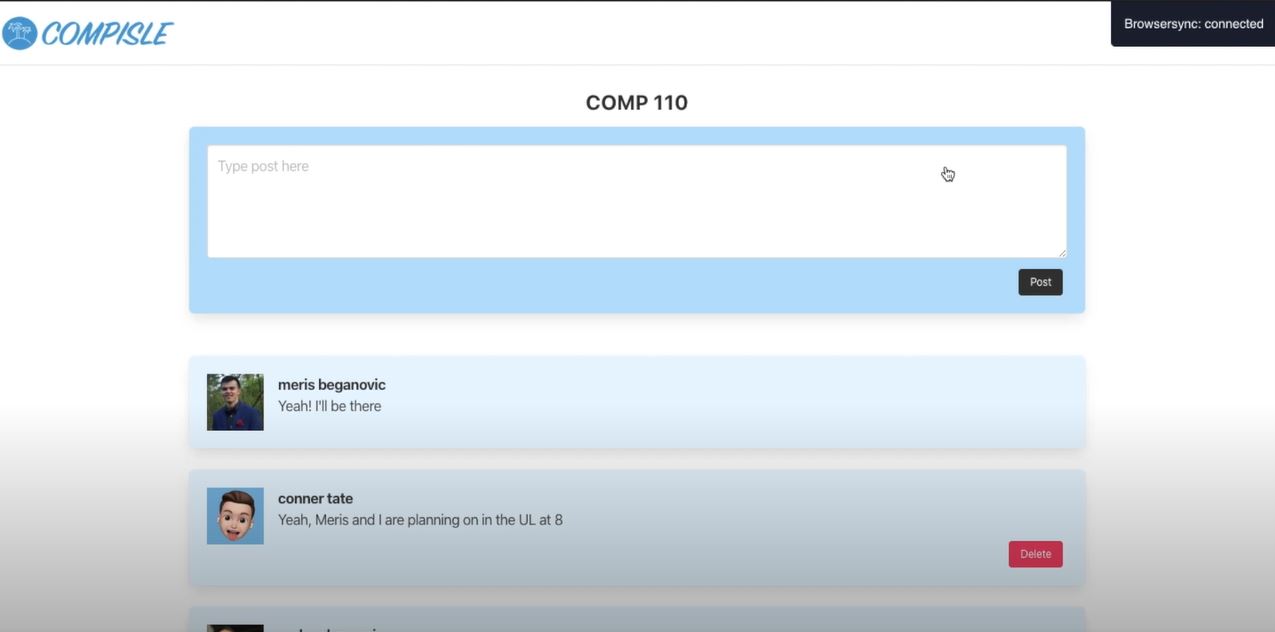 COMPISLE
Browsersync: connected
COMP 110
Type post here
Post
meris beganovic
Yeah! I'll be there
conner tate
Yeah, Meris and I are planning on in the UL at 8
Delete